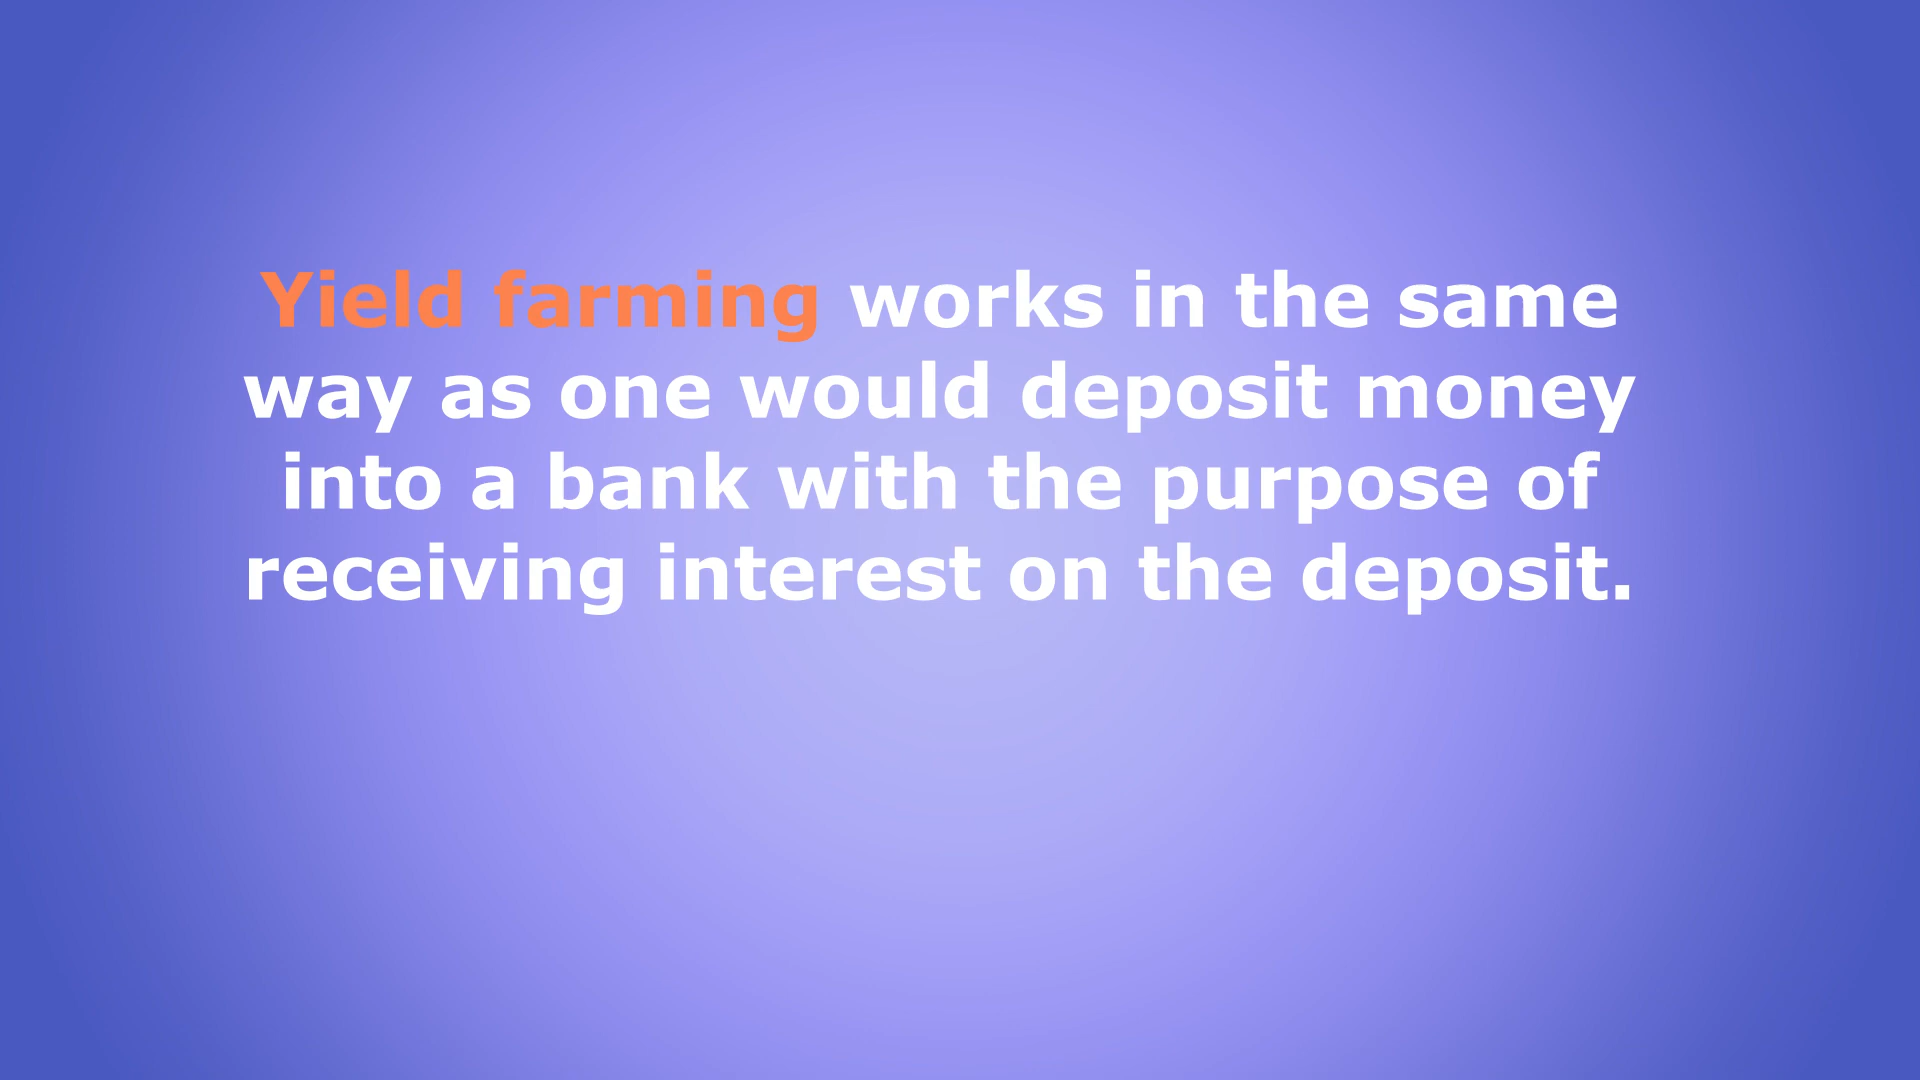 Yield farming works in the same
way as one would deposit money
into a bank with the purpose of
receiving interest on the deposit.